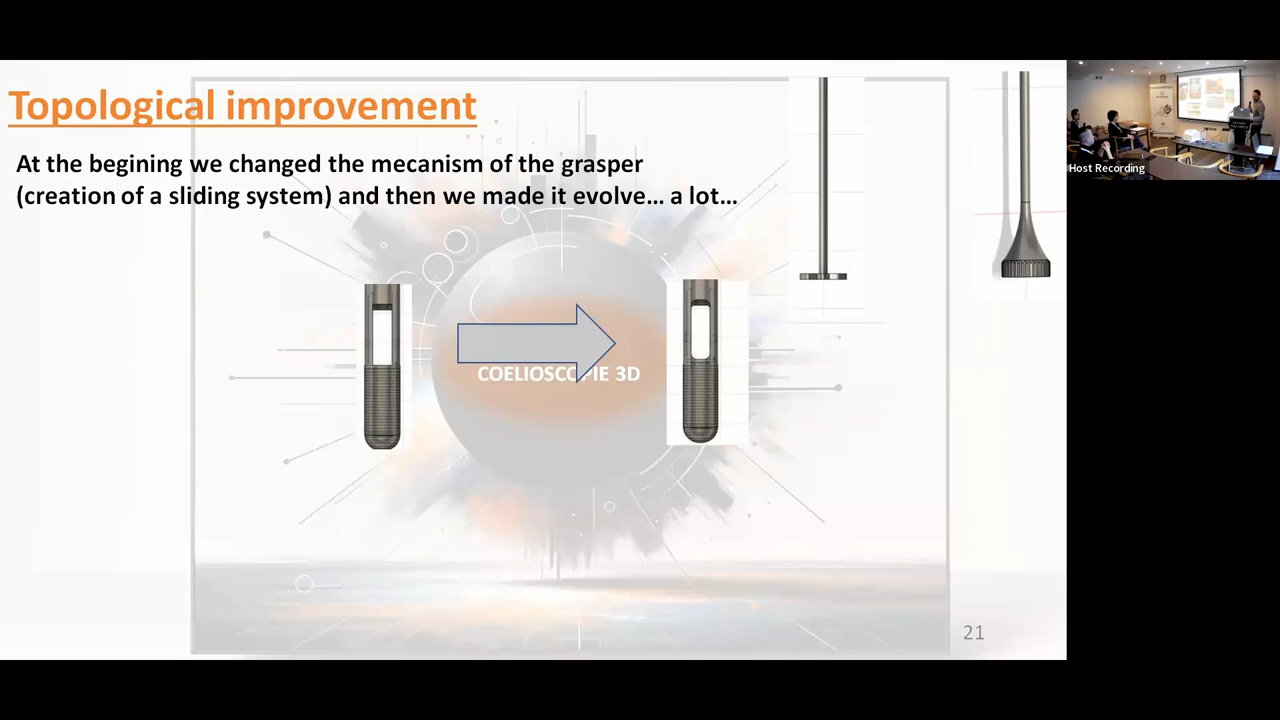 Topological improvement
At the begining we changed the mecanism of the grasper
(creation of a sliding system) and then we made it evolve... a lot...
COELIOSCOPIE 3D
21
Host Recording